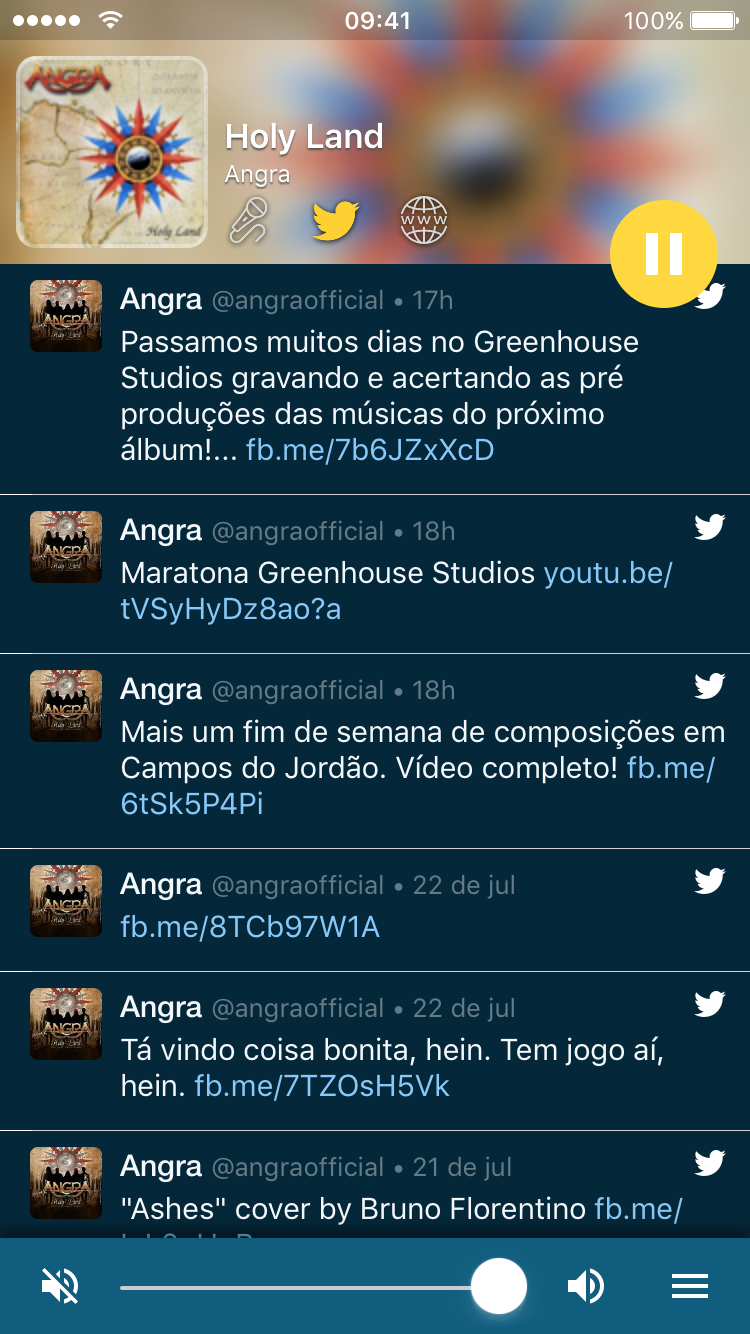 09:41
100%
ANGRA
Holy Land
Holy Land
Angra
WWW
Angra @angraofficial • 17h
Passamos muitos dias no Greenhouse
Studios gravando e acertando as pré
produções das músicas do próximo
álbum!... fb.me/7b6JZxXcD
Angra @angraofficial • 18h
Maratona Greenhouse Studios youtu.be/
tVSyHyDz8ao?a
Angra @angraofficial • 18h
Mais um fim de semana de composições em
Campos do Jordão. Vídeo completo! fb.me/
6tSk5P4Pi
Angra @angraofficial • 22 de jul
fb.me/8TCb97W1A
Angra @angraofficial • 22 de jul
Tá vindo coisa bonita, hein. Tem jogo aí,
hein. fb.me/7TZOsH5Vk
Angra @angraofficial • 21 de jul
"Ashes" cover by Bruno Florentino fb.me/